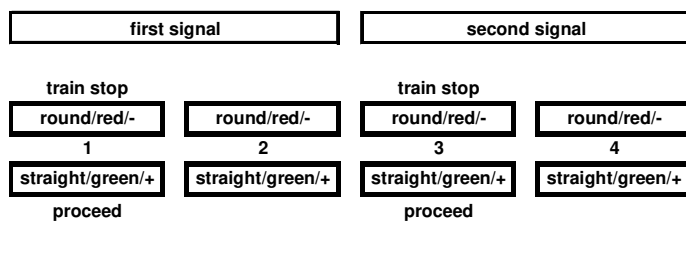 first signal second signal
train stop train stop
round/red/- round/red/- round/red/- round/red/-
1 2 3 4
straight/green/+ straight/green/+ straight/green/+ straight/green/+
proceed proceed